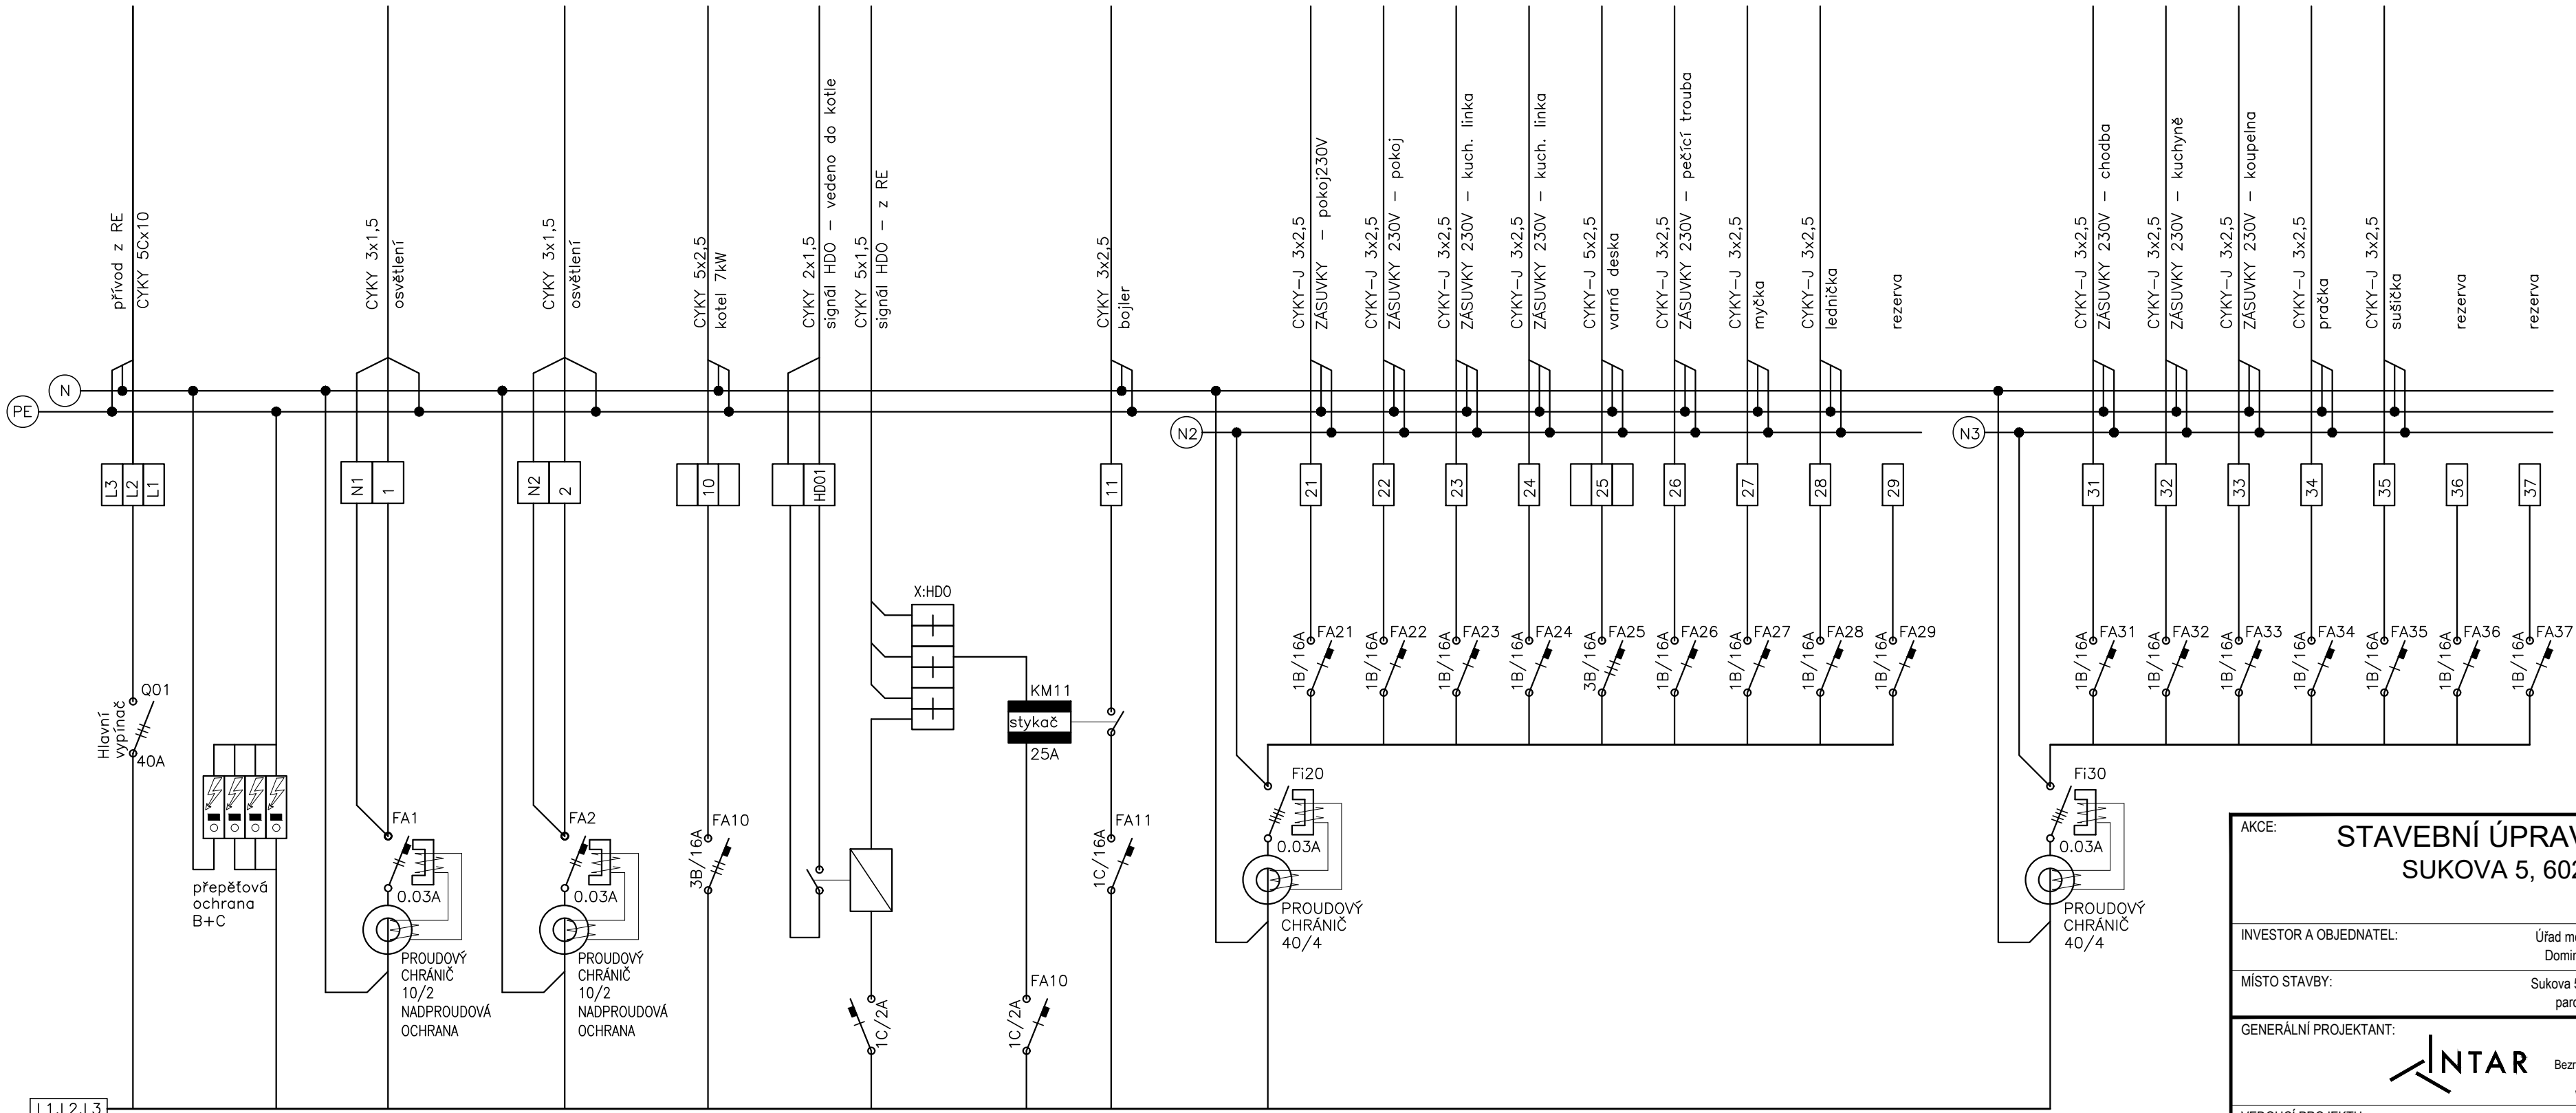 přívod z RE
CYKY 5Cx10
CYKY 3x1,5
osvětlení
CYKY 3x1,5
osvětlení
CYKY 5x2,5
kotel 7kW
CYKY 2x1,5
signál HDO – vedeno do kotle
CYKY 5x1,5
signál HDO – z RE
CYKY 3x2,5
bojler
CYKY-J 3x2,5
ZÁSUVKY – pokoj230V
CYKY-J 3x2,5
ZÁSUVKY 230V – pokoj
CYKY-J 3x2,5
ZÁSUVKY 230V – kuch. linka
CYKY-J 3x2,5
ZÁSUVKY 230V – kuch. linka
CYKY-J 5x2,5
varná deska
CYKY-J 3x2,5
ZÁSUVKY 230V – pečící trouba
CYKY-J 3x2,5
myčka
CYKY-J 3x2,5
lednička
rezerva
CYKY-J 3x2,5
ZÁSUVKY 230V – chodba
CYKY-J 3x2,5
ZÁSUVKY 230V – kuchyně
CYKY-J 3x2,5
ZÁSUVKY 230V – koupelna
CYKY-J 3x2,5
pračka
CYKY-J 3x2,5
sušička
rezerva
rezerva
N
PE
N2
N3
L3
L2
L1
N1
1
N2
2
10
HDO1
11
21
22
23
24
25
26
27
28
29
31
32
33
34
35
36
37
X:HDO
1B/16A
FA21
1B/16A
FA22
1B/16A
FA23
1B/16A
FA24
3B/16A
FA25
1B/16A
FA26
1B/16A
FA27
1B/16A
FA28
1B/16A
FA29
1B/16A
FA31
1B/16A
FA32
1B/16A
FA33
1B/16A
FA34
1B/16A
FA35
1B/16A
FA36
1B/16A
FA37
Hlavní
vypínač
Q01
40A
KM11
stykač
25A
Fi20
0.03A
PROUDOVÝ
CHRÁNIČ
40/4
Fi30
0.03A
PROUDOVÝ
CHRÁNIČ
40/4
přepěťová
ochrana
B+C
FA1
0.03A
PROUDOVÝ
CHRÁNIČ
10/2
NADPROUDOVÁ
OCHRANA
FA2
0.03A
PROUDOVÝ
CHRÁNIČ
10/2
NADPROUDOVÁ
OCHRANA
3B/16A
FA10
1C/16A
FA11
1C/2A
1C/2A
FA10
L1,L2,L3
AKCE:
STAVEBNÍ ÚPRAV
SUKOVA 5, 602
INVESTOR A OBJEDNATEL:
Úřad m
Domin
MÍSTO STAVBY:
Sukova 5
parc
GENERÁLNÍ PROJEKTANT:
INTAR
Bezr